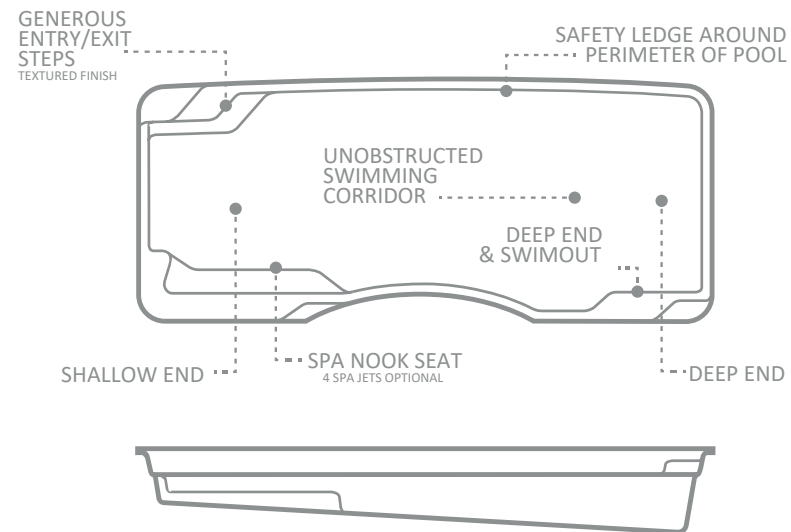 GENEROUS
ENTRY/EXIT
STEPS
TEXTURED FINISH
SAFETY LEDGE AROUND
PERIMETER OF POOL
UNOBSTRUCTED
SWIMMING
CORRIDOR
DEEP END
& SWIMOUT
SHALLOW END
SPA NOOK SEAT
4 SPA JETS OPTIONAL
DEEP END